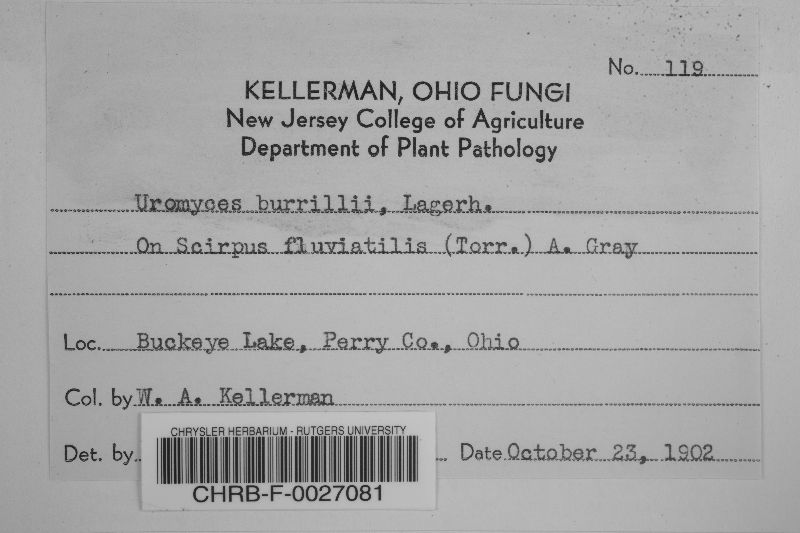 No. 119
KELLERMAN, OHIO FUNGI
New Jersey College of Agriculture
Department of Plant Pathology
Uromyces burrillii, Lagerh.
On Scirpus fluviatilis (Torr.) A. Gray
Loc. Buckeye Lake, Perry Co., Ohio
Col. by W. A. Kellerman
Det. by Date October 23, 1902
CHRYSLER HERBARIUM - RUTGERS UNIVERSITY
CHRB-F-0027081